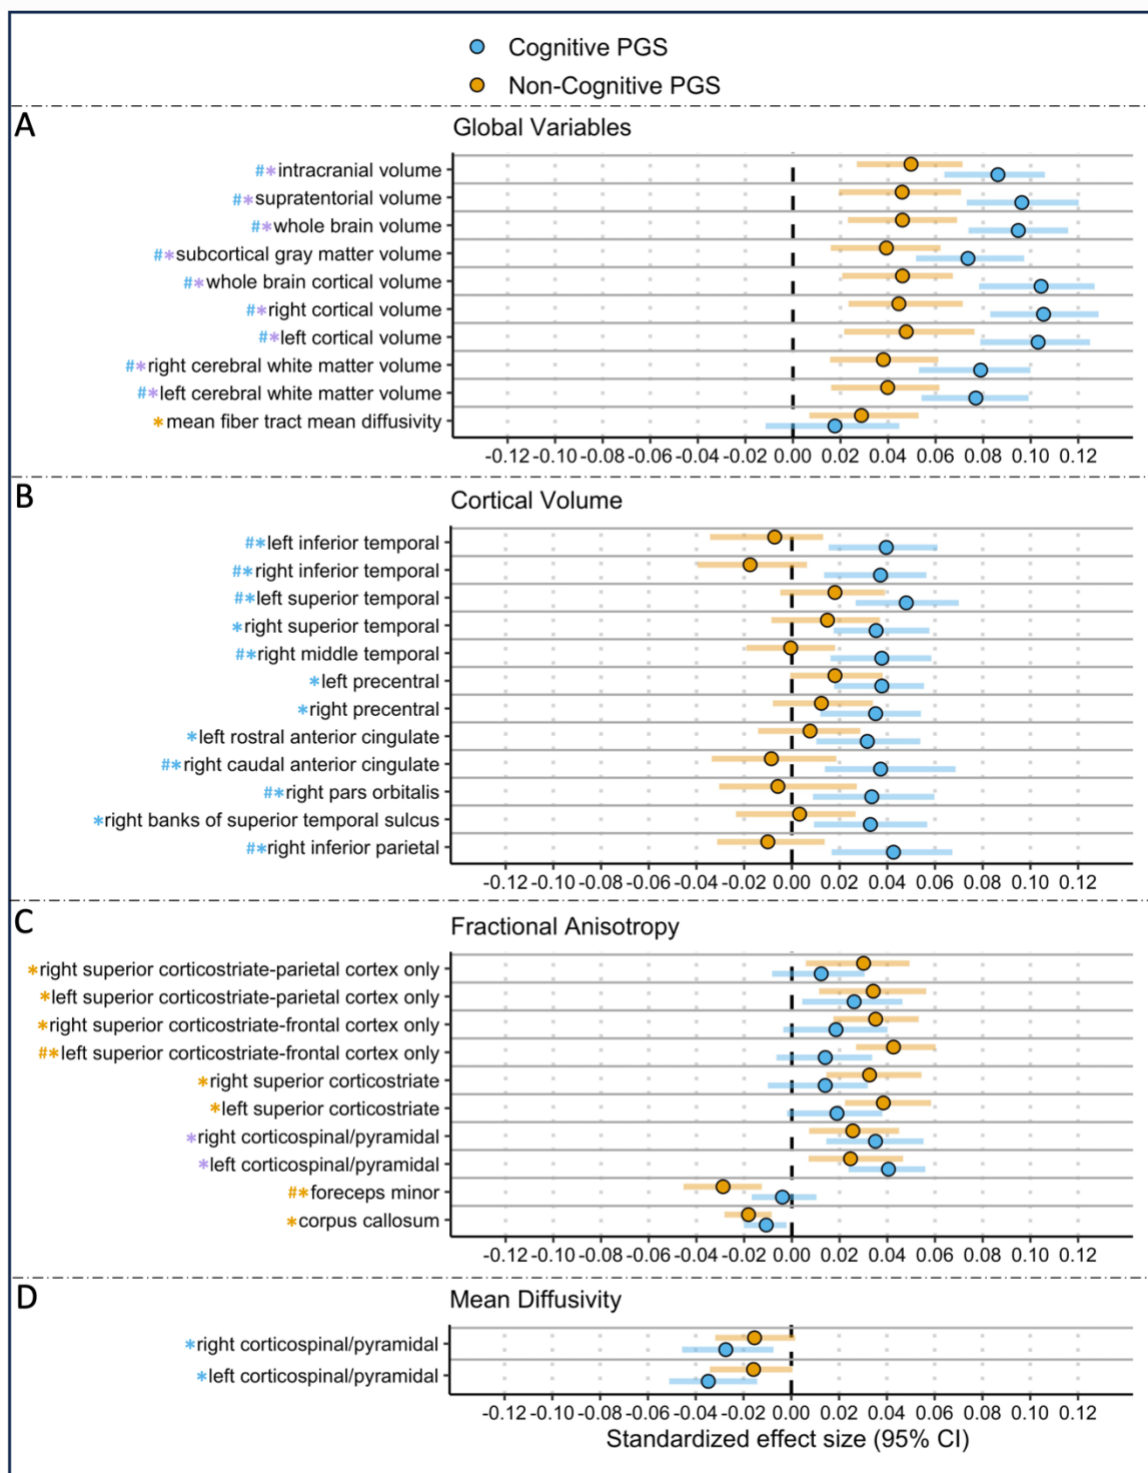 Cognitive PGS
Non-Cognitive PGS
A
Global Variables
#*intracranial volume
#*supratentorial volume
#*whole brain volume
#*subcortical gray matter volume
#*whole brain cortical volume
#*right cortical volume
#*left cortical volume
#*right cerebral white matter volume
#*left cerebral white matter volume
*mean fiber tract mean diffusivity
-0.12 -0.10 -0.08 -0.06 -0.04 -0.02 0.00 0.02 0.04 0.06 0.08 0.10 0.12
B
Cortical Volume
#*left inferior temporal
#*right inferior temporal
#*left superior temporal
*right superior temporal
#*right middle temporal
*left precentral
*right precentral
*left rostral anterior cingulate
#*right caudal anterior cingulate
#*right pars orbitalis
*right banks of superior temporal sulcus
#*right inferior parietal
-0.12 -0.10 -0.08 -0.06 -0.04 -0.02 0.00 0.02 0.04 0.06 0.08 0.10 0.12
C
Fractional Anisotropy
*right superior corticostriate-parietal cortex only
*left superior corticostriate-parietal cortex only
*right superior corticostriate-frontal cortex only
#*left superior corticostriate-frontal cortex only
*right superior corticostriate
*left superior corticostriate
*right corticospinal/pyramidal
*left corticospinal/pyramidal
#*foreceps minor
*corpus callosum
-0.12 -0.10 -0.08 -0.06 -0.04 -0.02 0.00 0.02 0.04 0.06 0.08 0.10 0.12
D
Mean Diffusivity
*right corticospinal/pyramidal
*left corticospinal/pyramidal
-0.12 -0.10 -0.08 -0.06 -0.04 -0.02 0.00 0.02 0.04 0.06 0.08 0.10 0.12
Standardized effect size (95% CI)